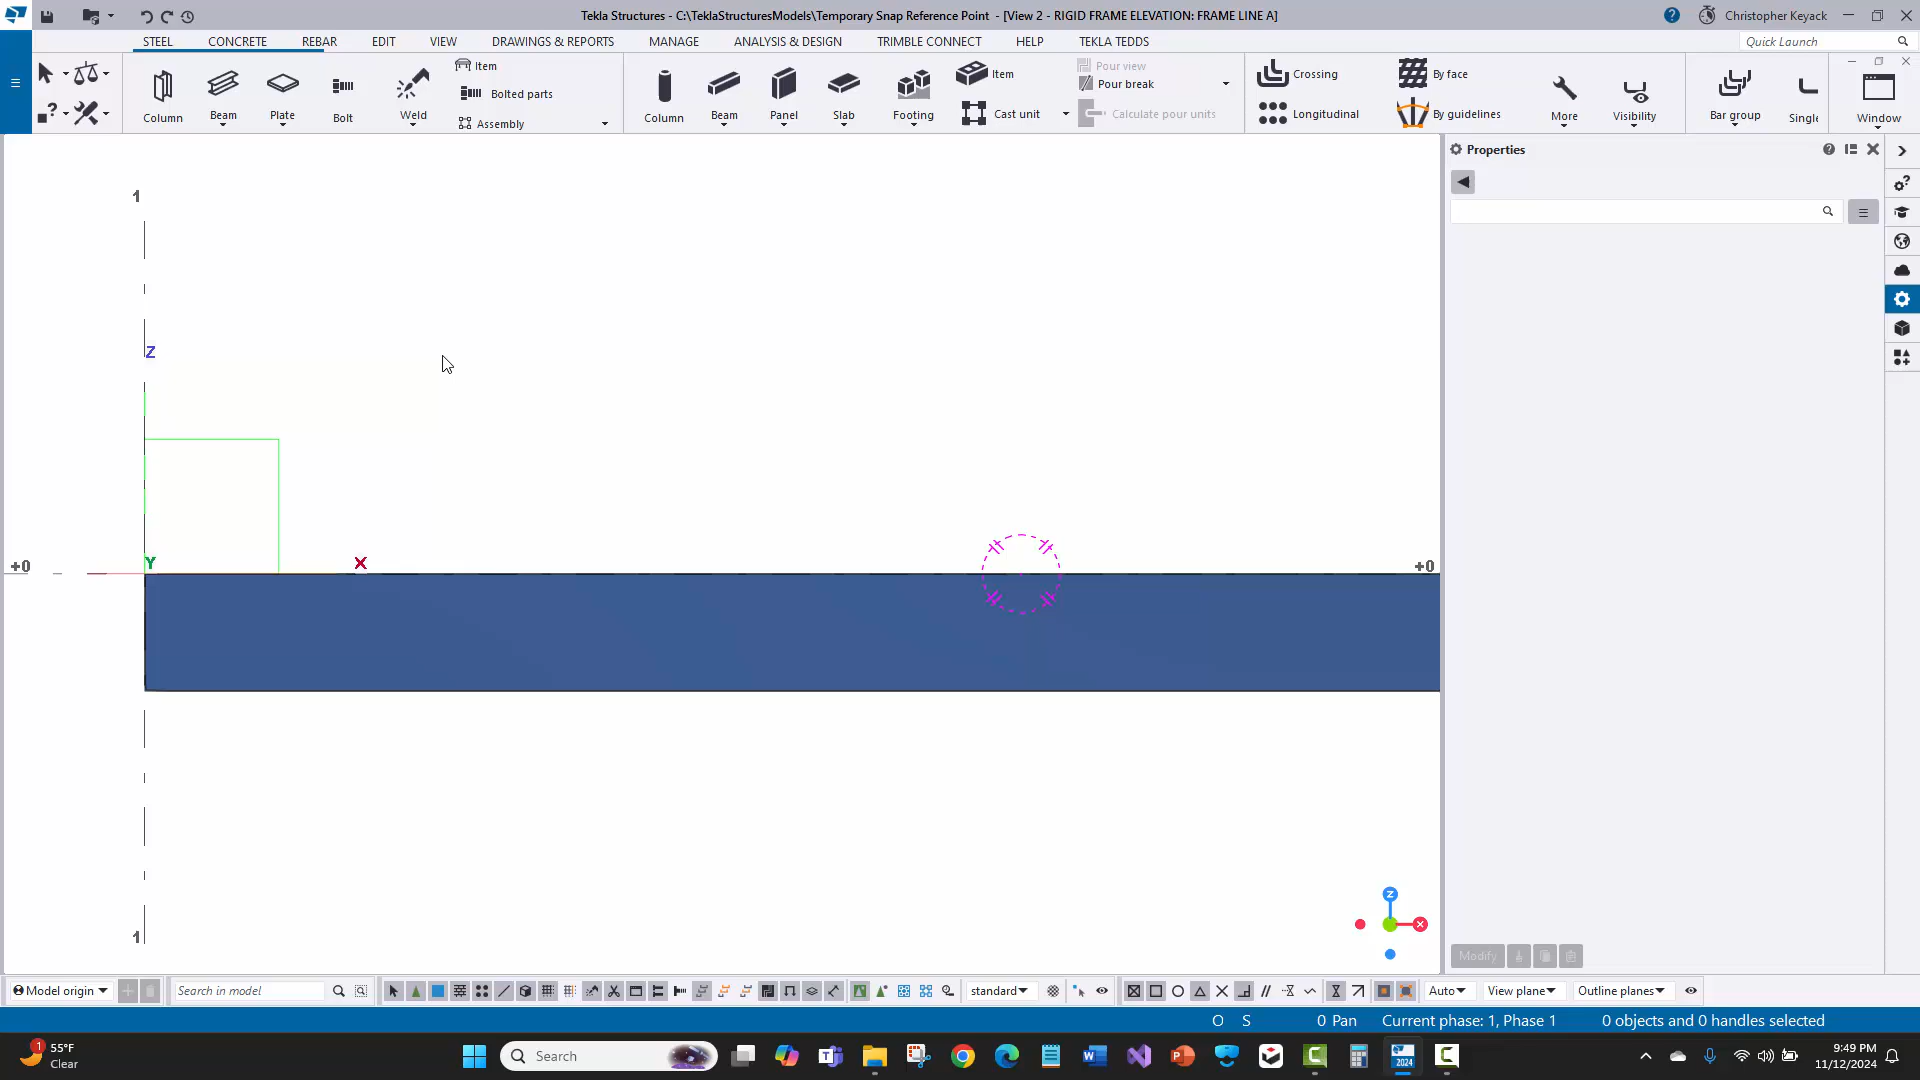 Tekla Structures - C:\TeklaStructuresModels\Temporary Snap Reference Point - [View 2 - RIGID FRAME ELEVATION: FRAME LINE A]
Christopher Keyack
STEEL CONCRETE REBAR EDIT VIEW DRAWINGS & REPORTS MANAGE ANALYSIS & DESIGN TRIMBLE CONNECT HELP TEKLA TEDDS
Quick Launch
Column Beam Plate Bolt Weld
Item
Bolted parts
Assembly
Column Beam Panel Slab Footing
Item
Cast unit
Pour view
Pour break
Calculate pour units
Crossing
Longitudinal
By face
By guidelines
More Visibility Bar group Single Window
Properties
1
Z
Y X
+0 +0
1
Z
X
Modify
Model origin Search in model standard Auto View plane Outline planes
O S 0 Pan Current phase: 1, Phase 1 0 objects and 0 handles selected
1 55°F
Clear
Search
2024
9:49 PM
11/12/2024